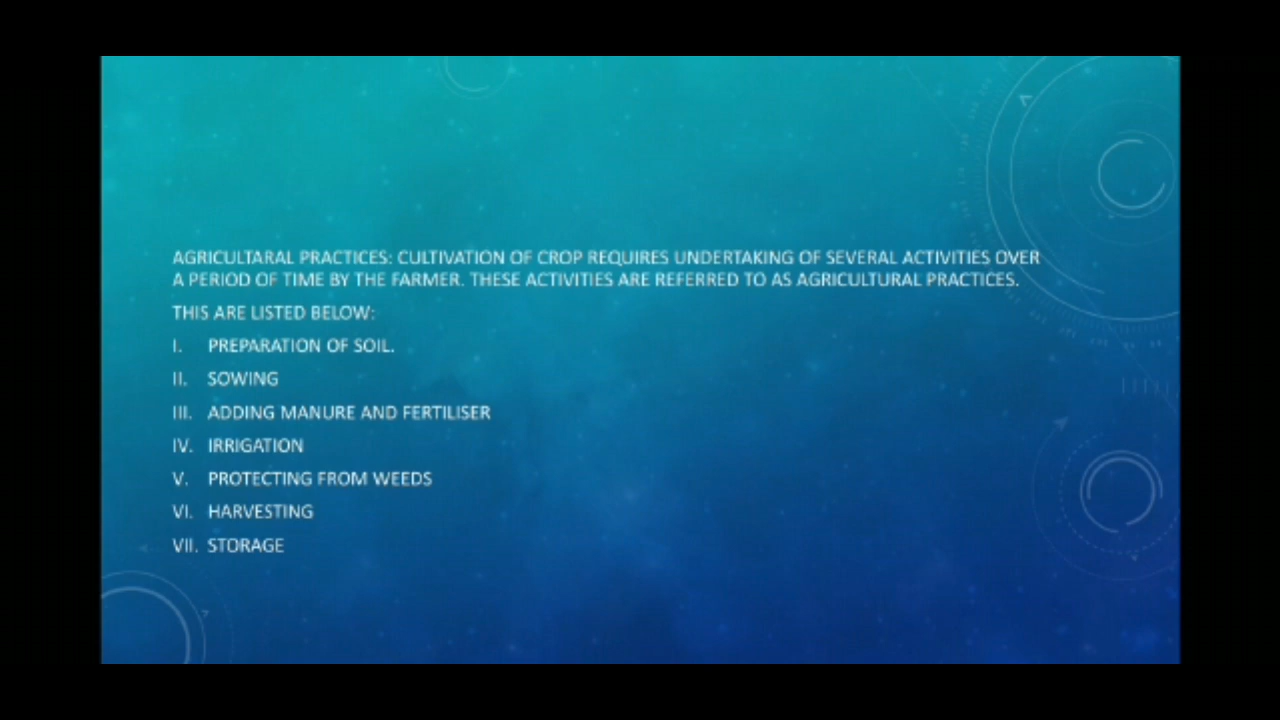 AGRICULTARAL PRACTICES: CULTIVATION OF CROP REQUIRES UNDERTAKING OF SEVERAL ACTIVITIES OVER
A PERIOD OF TIME BY THE FARMER. THESE ACTIVITIES ARE REFERRED TO AS AGRICULTURAL PRACTICES.
THIS ARE LISTED BELOW:
I. PREPARATION OF SOIL.
II. SOWING
III. ADDING MANURE AND FERTILISER
IV. IRRIGATION
V. PROTECTING FROM WEEDS
VI. HARVESTING
VII. STORAGE